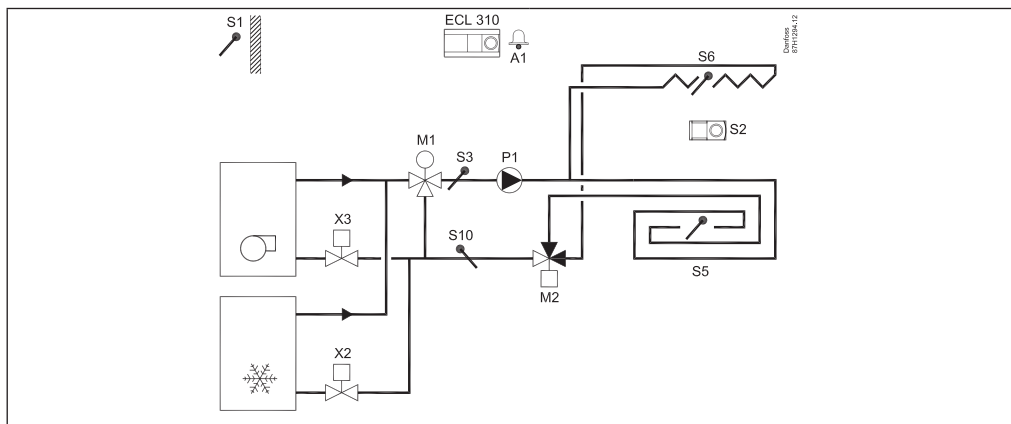 S1
ECL 310
A1
Danfoss
87H1294.12
S6
S2
M1
S3
P1
X3
S10
M2
S5
X2